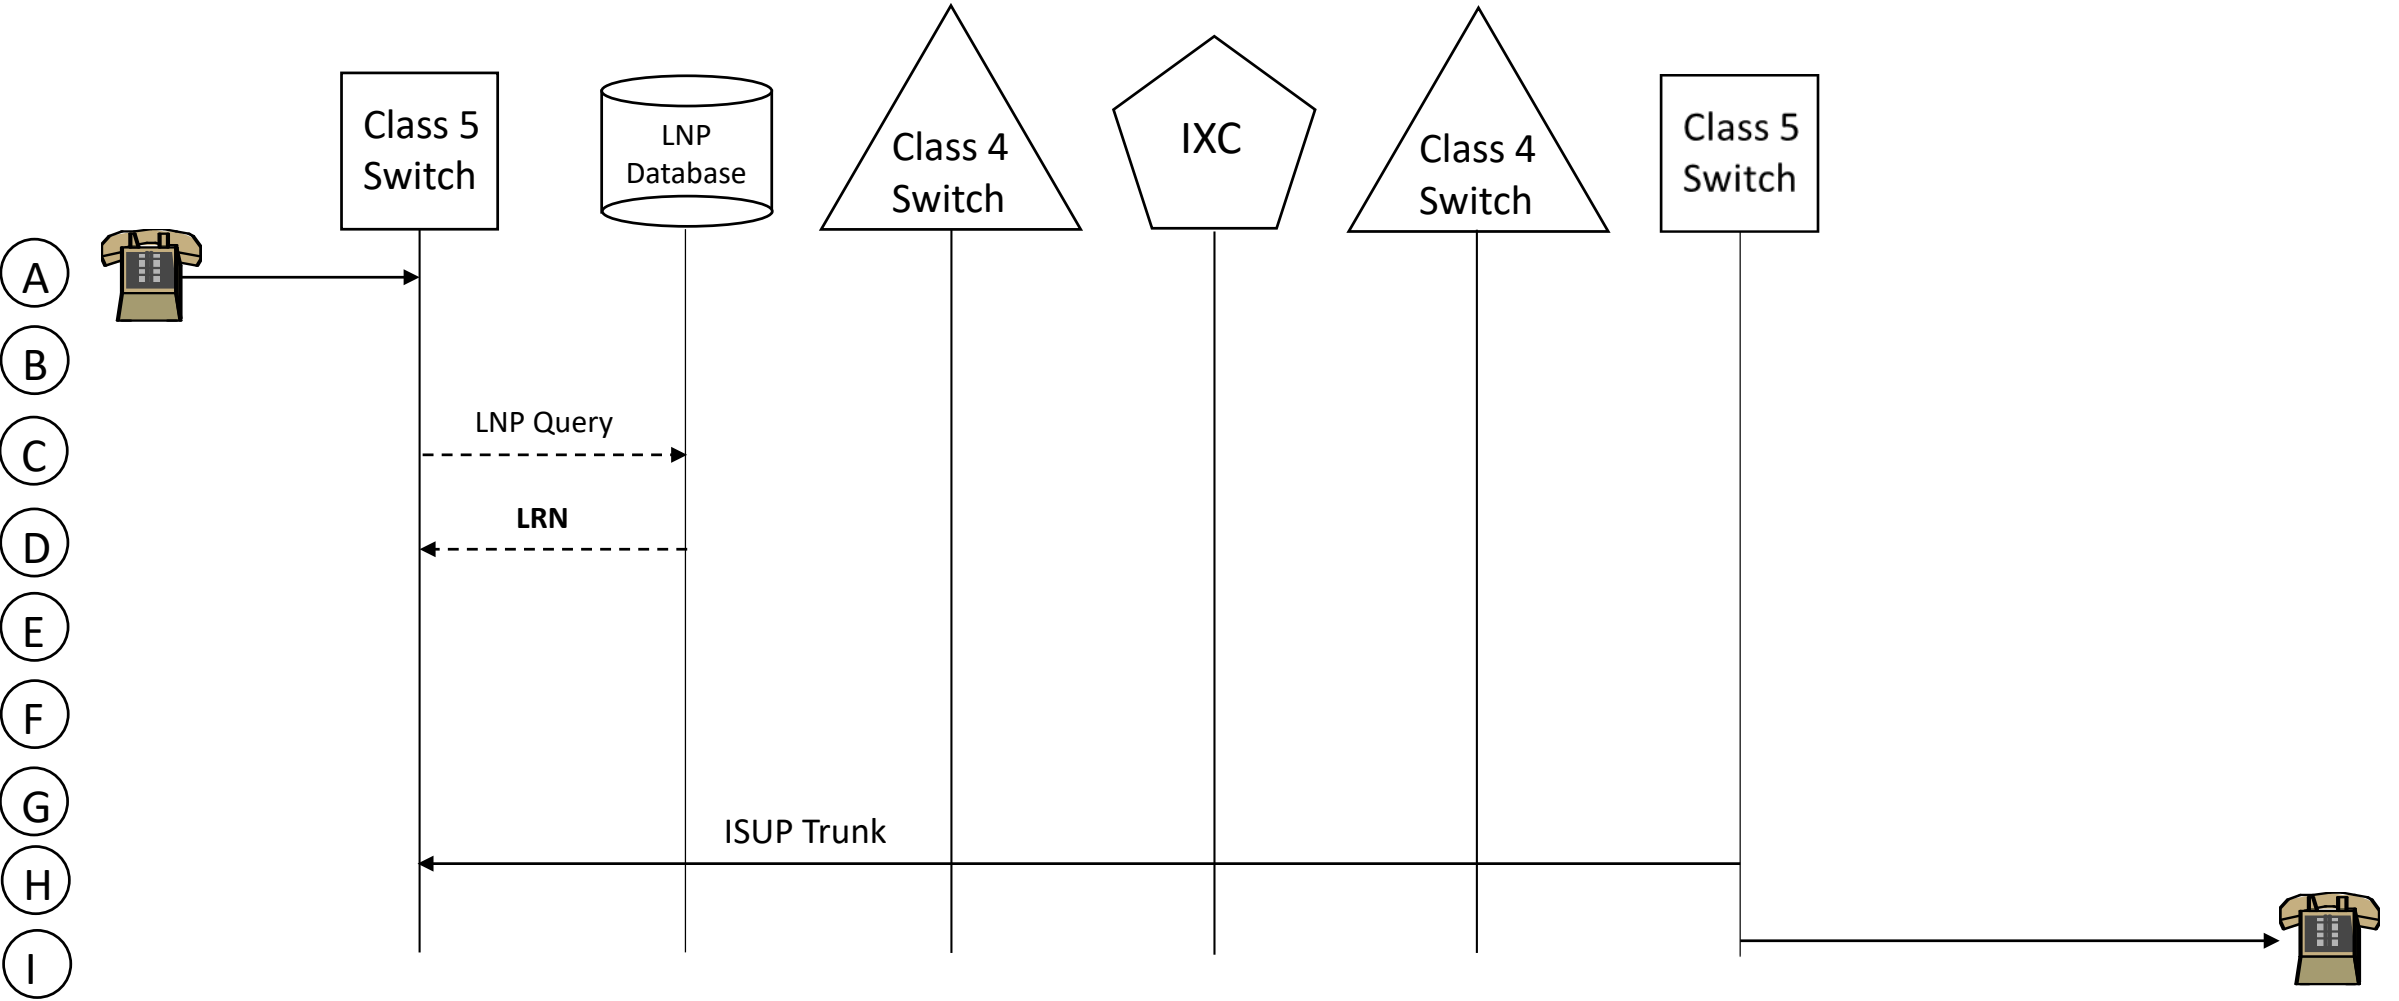 Class 5
Switch
LNP
Database
Class 4
Switch
IXC
Class 4
Switch
Class 5
Switch
A
B
LNP Query
C
LRN
D
E
F
G
ISUP Trunk
H
I